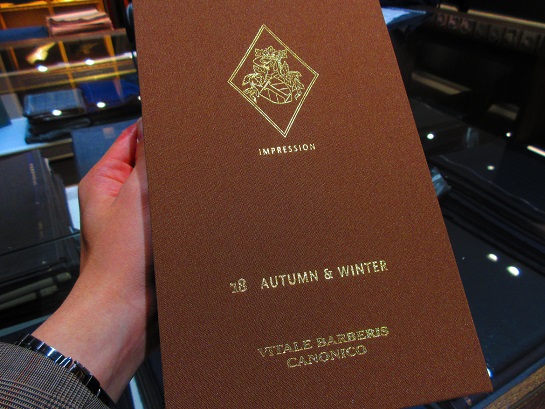 IMPRESSION
18 AUTUMN & WINTER
VITALE BARBERIS
CANONICO